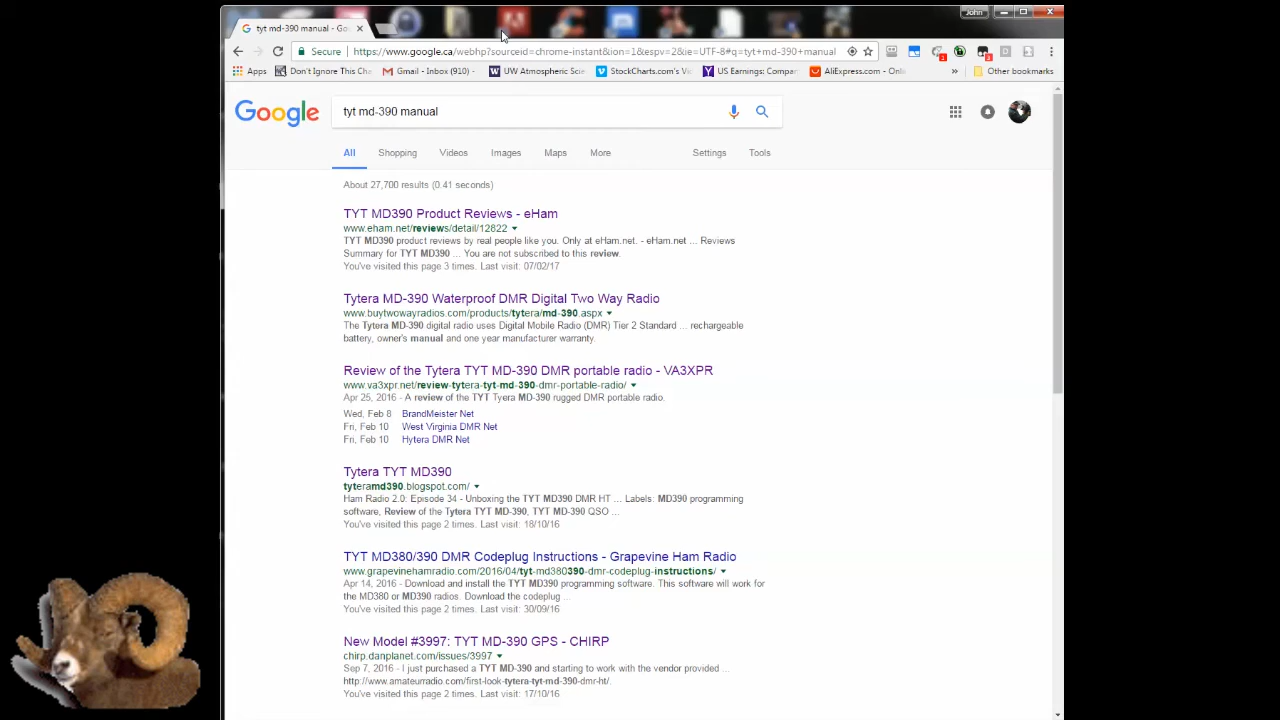 John
tyt md-390 manual - Goo
Secure https://www.google.ca/webhp?sourceid=chrome-instant&ion=1&espv=2&ie=UTF-8#q=tyt+md-390+manual
Apps Don't Ignore This Cha Gmail - Inbox (910) - UW Atmospheric Scie StockCharts.com's Vi US Earnings: Compar AliExpress.com - Onli » Other bookmarks
Google tyt md-390 manual
All Shopping Videos Images Maps More Settings Tools
About 27,700 results (0.41 seconds)
TYT MD390 Product Reviews - eHam
www.eham.net/reviews/detail/12822
TYT MD390 product reviews by real people like you. Only at eHam.net. - eHam.net ... Reviews
Summary for TYT MD390 ... You are not subscribed to this review.
You've visited this page 3 times. Last visit: 07/02/17
Tytera MD-390 Waterproof DMR Digital Two Way Radio
www.buytwowayradios.com/products/tytera/md-390.aspx
The Tytera MD-390 digital radio uses Digital Mobile Radio (DMR) Tier 2 Standard ... rechargeable
battery, owner's manual and one year manufacturer warranty.
Review of the Tytera TYT MD-390 DMR portable radio - VA3XPR
www.va3xpr.net/review-tytera-tyt-md-390-dmr-portable-radio/
Apr 25, 2016 - A review of the TYT Tyera MD-390 rugged DMR portable radio.
Wed, Feb 8 BrandMeister Net
Fri, Feb 10 West Virginia DMR Net
Fri, Feb 10 Hytera DMR Net
Tytera TYT MD390
tyteramd390.blogspot.com/
Ham Radio 2.0: Episode 34 - Unboxing the TYT MD390 DMR HT ... Labels: MD390 programming
software, Review of the Tytera TYT MD-390, TYT MD-390 QSO ...
You've visited this page 2 times. Last visit: 18/10/16
TYT MD380/390 DMR Codeplug Instructions - Grapevine Ham Radio
www.grapevinehamradio.com/2016/04/tyt-md380390-dmr-codeplug-instructions/
Apr 14, 2016 - Download and install the TYT MD390 programming software. This software will work for
the MD380 or MD390 radios. Download the codeplug ...
You've visited this page 2 times. Last visit: 30/09/16
New Model #3997: TYT MD-390 GPS - CHIRP
chirp.danplanet.com/issues/3997
Sep 7, 2016 - I just purchased a TYT MD-390 and starting to work with the vendor provided ...
http://www.amateurradio.com/first-look-tytera-tyt-md-390-dmr-ht/.
You've visited this page 2 times. Last visit: 17/10/16